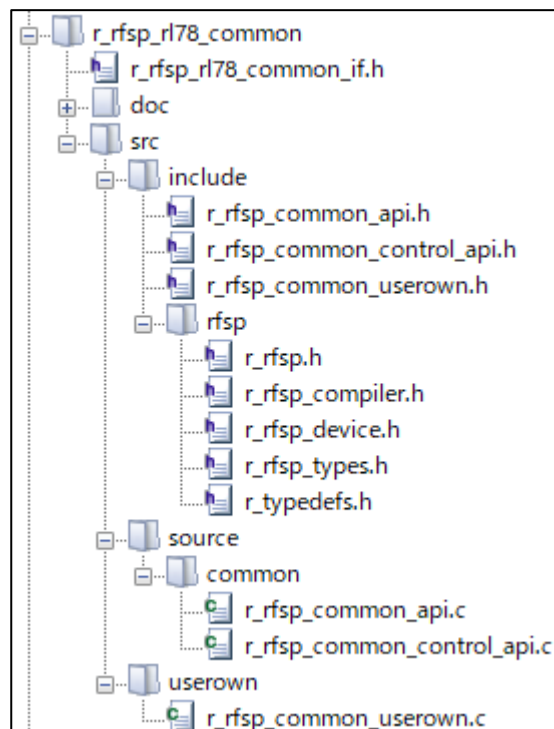 r_rfsp_rl78_common
r_rfsp_rl78_common_if.h
doc
src
include
r_rfsp_common_api.h
r_rfsp_common_control_api.h
r_rfsp_common_userown.h
rfsp
r_rfsp.h
r_rfsp_compiler.h
r_rfsp_device.h
r_rfsp_types.h
r_typedefs.h
source
common
r_rfsp_common_api.c
r_rfsp_common_control_api.c
userown
r_rfsp_common_userown.c